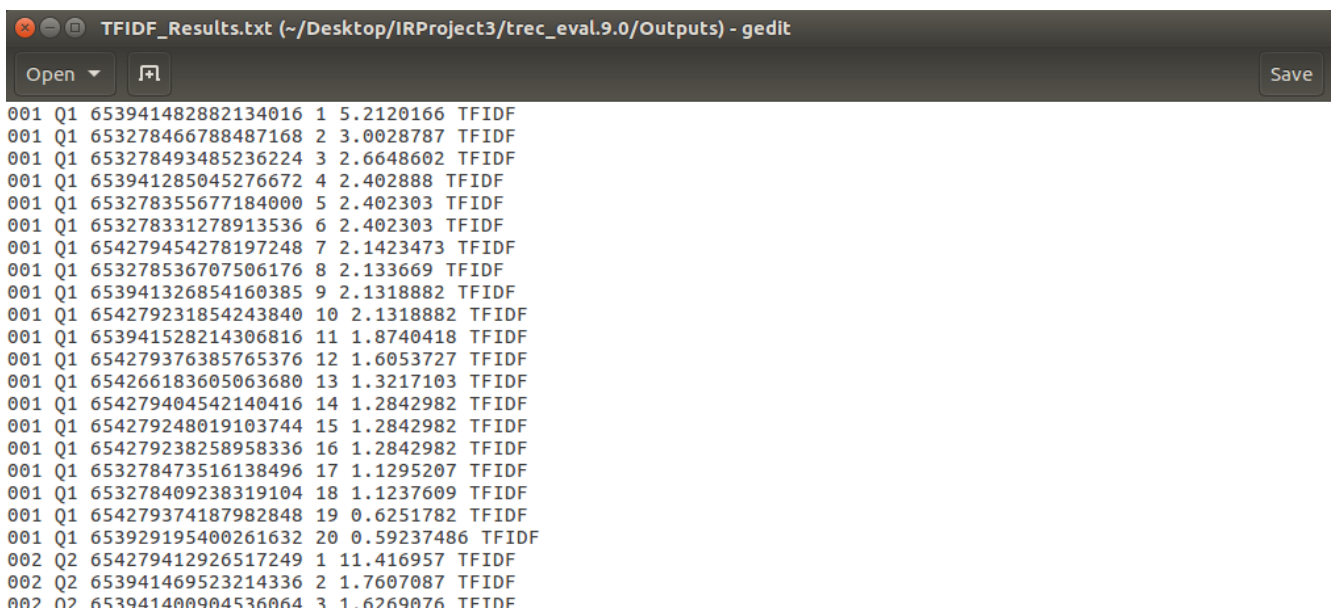 TFIDF_Results.txt (~/Desktop/IRProject3/trec_eval.9.0/Outputs) - gedit
Open Save
001 Q1 653941482882134016 1 5.2120166 TFIDF
001 Q1 653278466788487168 2 3.0028787 TFIDF
001 Q1 653278493485236224 3 2.6648602 TFIDF
001 Q1 653941285045276672 4 2.402888 TFIDF
001 Q1 653278355677184000 5 2.402303 TFIDF
001 Q1 653278331278913536 6 2.402303 TFIDF
001 Q1 654279454278197248 7 2.1423473 TFIDF
001 Q1 653278536707506176 8 2.133669 TFIDF
001 Q1 653941326854160385 9 2.1318882 TFIDF
001 Q1 654279231854243840 10 2.1318882 TFIDF
001 Q1 653941528214306816 11 1.8740418 TFIDF
001 Q1 654279376385765376 12 1.6053727 TFIDF
001 Q1 654266183605063680 13 1.3217103 TFIDF
001 Q1 654279404542140416 14 1.2842982 TFIDF
001 Q1 654279248019103744 15 1.2842982 TFIDF
001 Q1 654279238258958336 16 1.2842982 TFIDF
001 Q1 653278473516138496 17 1.1295207 TFIDF
001 Q1 653278409238319104 18 1.1237609 TFIDF
001 Q1 654279374187982848 19 0.6251782 TFIDF
001 Q1 653929195400261632 20 0.59237486 TFIDF
002 Q2 654279412926517249 1 11.416957 TFIDF
002 Q2 653941469523214336 2 1.7607087 TFIDF
002 Q2 653941400904536064 3 1.6269076 TFIDF